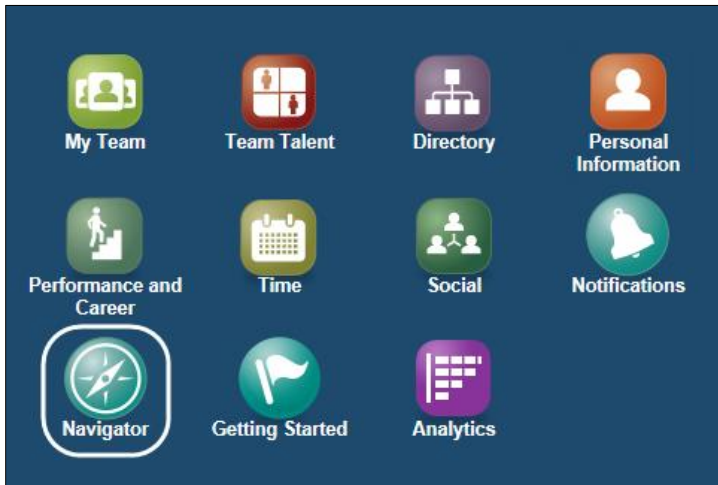 My Team
Team Talent
Directory
Personal
Information
Performance and
Career
Time
Social
Notifications
Navigator
Getting Started
Analytics